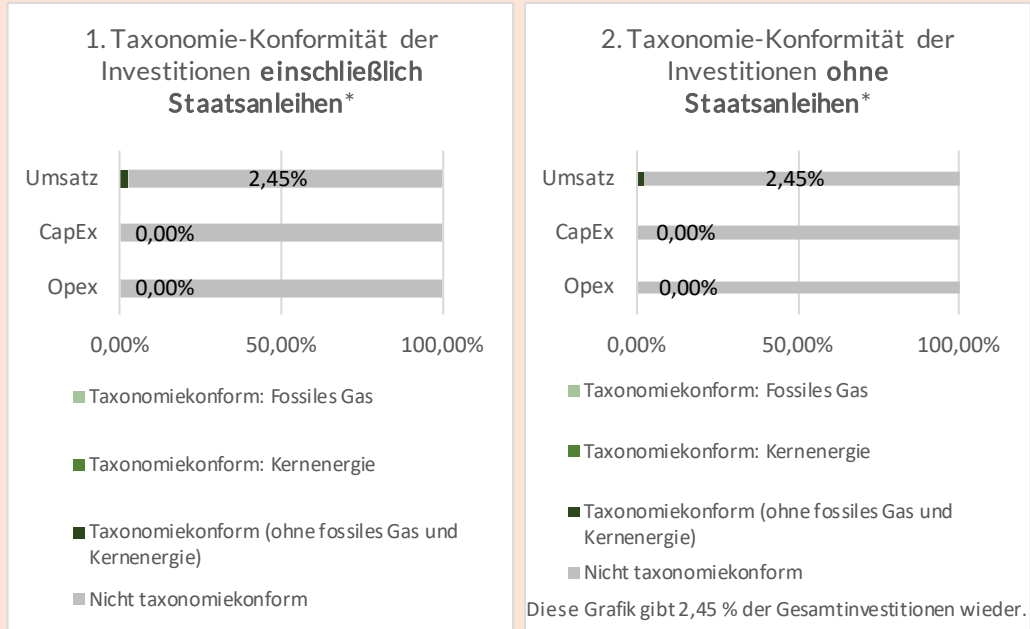 1. Taxonomie-Konformität der
Investitionen einschließlich
Staatsanleihen*
Umsatz
2,45%
CapEx
0,00%
Opex
0,00%
0,00% 50,00% 100,00%
Taxonomiekonform: Fossiles Gas
Taxonomiekonform: Kernenergie
Taxonomiekonform (ohne fossiles Gas und
Kernenergie)
Nicht taxonomiekonform
2. Taxonomie-Konformität der
Investitionen ohne
Staatsanleihen*
Umsatz
2,45%
CapEx
0,00%
Opex
0,00%
0,00% 50,00% 100,00%
Taxonomiekonform: Fossiles Gas
Taxonomiekonform: Kernenergie
Taxonomiekonform (ohne fossiles Gas und
Kernenergie)
Nicht taxonomiekonform
Diese Grafik gibt 2,45 % der Gesamtinvestitionen wieder.